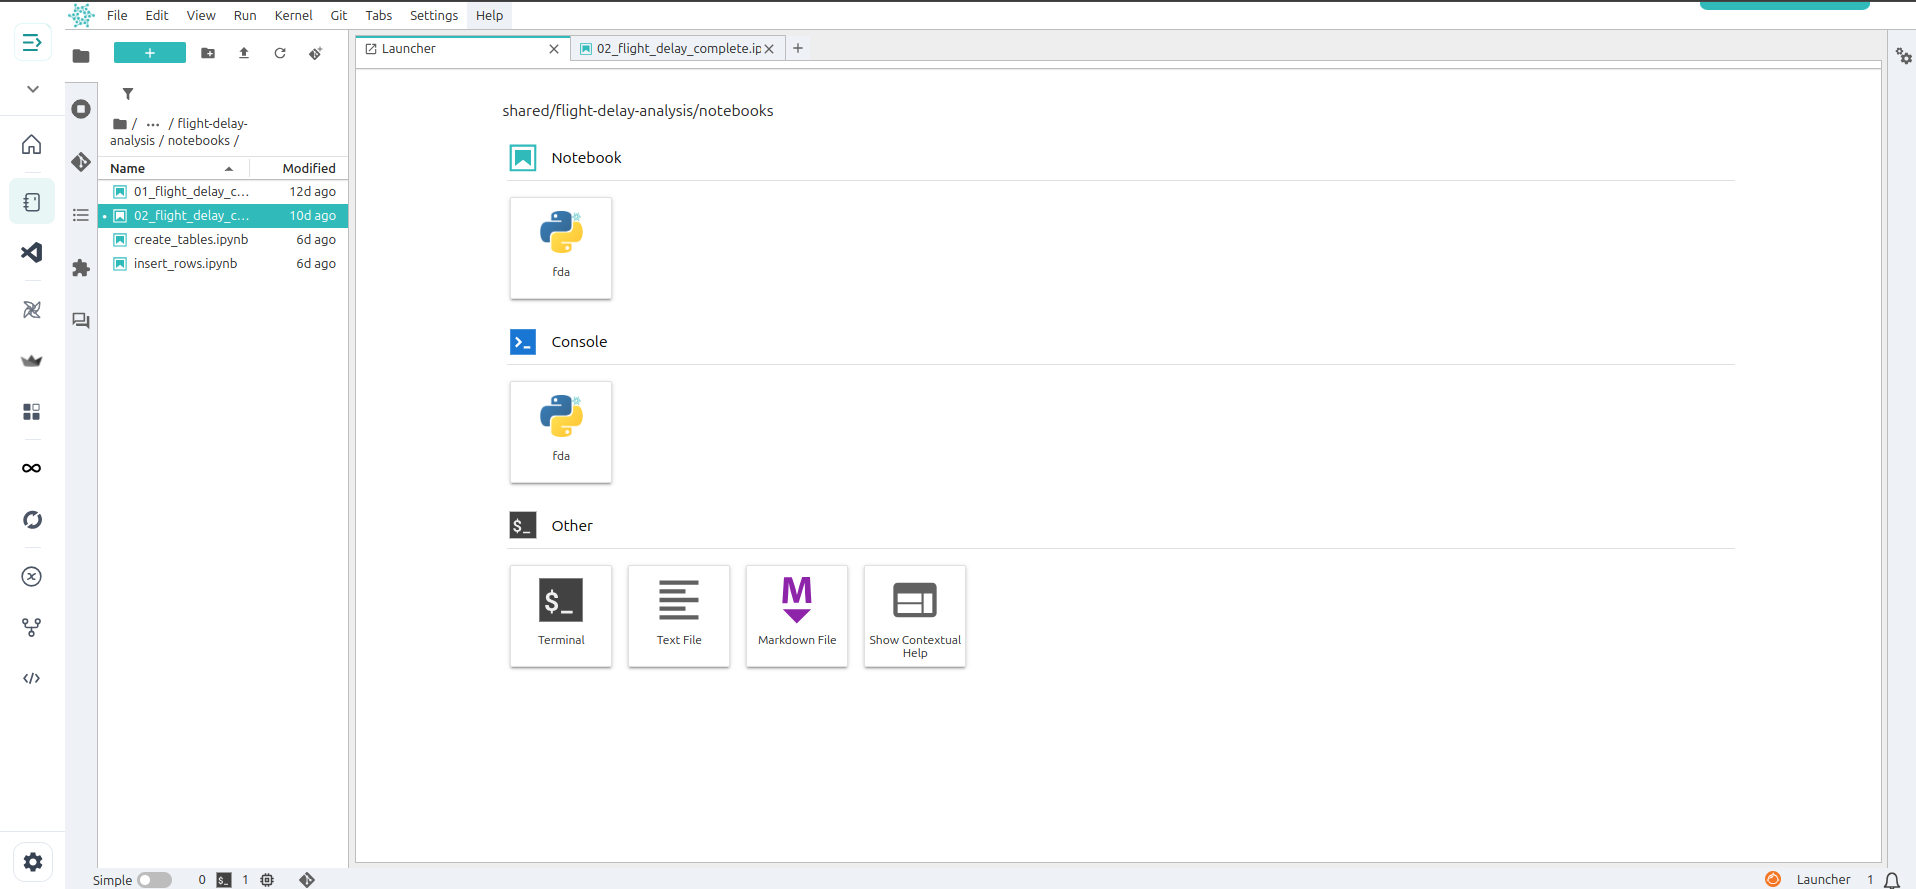 File Edit View Run Kernel Git Tabs Settings Help
Launcher
02_flight_delay_complete.ip
/ ... / flight-delay-
analysis / notebooks /
Name Modified
01_flight_delay_c... 12d ago
02_flight_delay_c... 10d ago
create_tables.ipynb 6d ago
insert_rows.ipynb 6d ago
shared/flight-delay-analysis/notebooks
Notebook
fda
Console
fda
$_ Other
$_
Terminal
Text File
M
Markdown File
Show Contextual
Help
Simple 0 $_ 1
Launcher 1